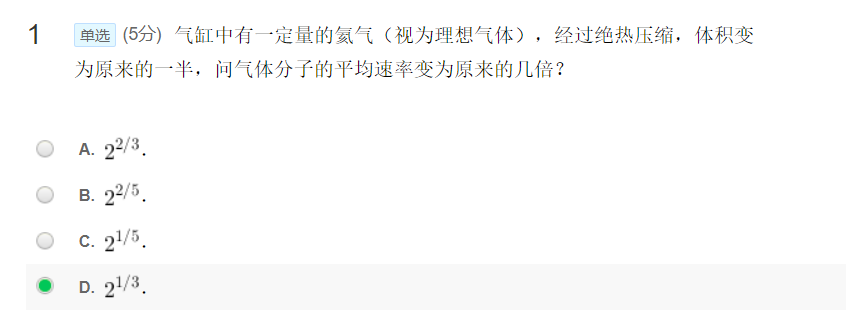 1 单选 (5分) 气缸中有一定量的氦气（视为理想气体），经过绝热压缩，体积变
为原来的一半，问气体分子的平均速率变为原来的几倍？
A. 2^{2/3}.
B. 2^{2/5}.
C. 2^{1/5}.
D. 2^{1/3}.